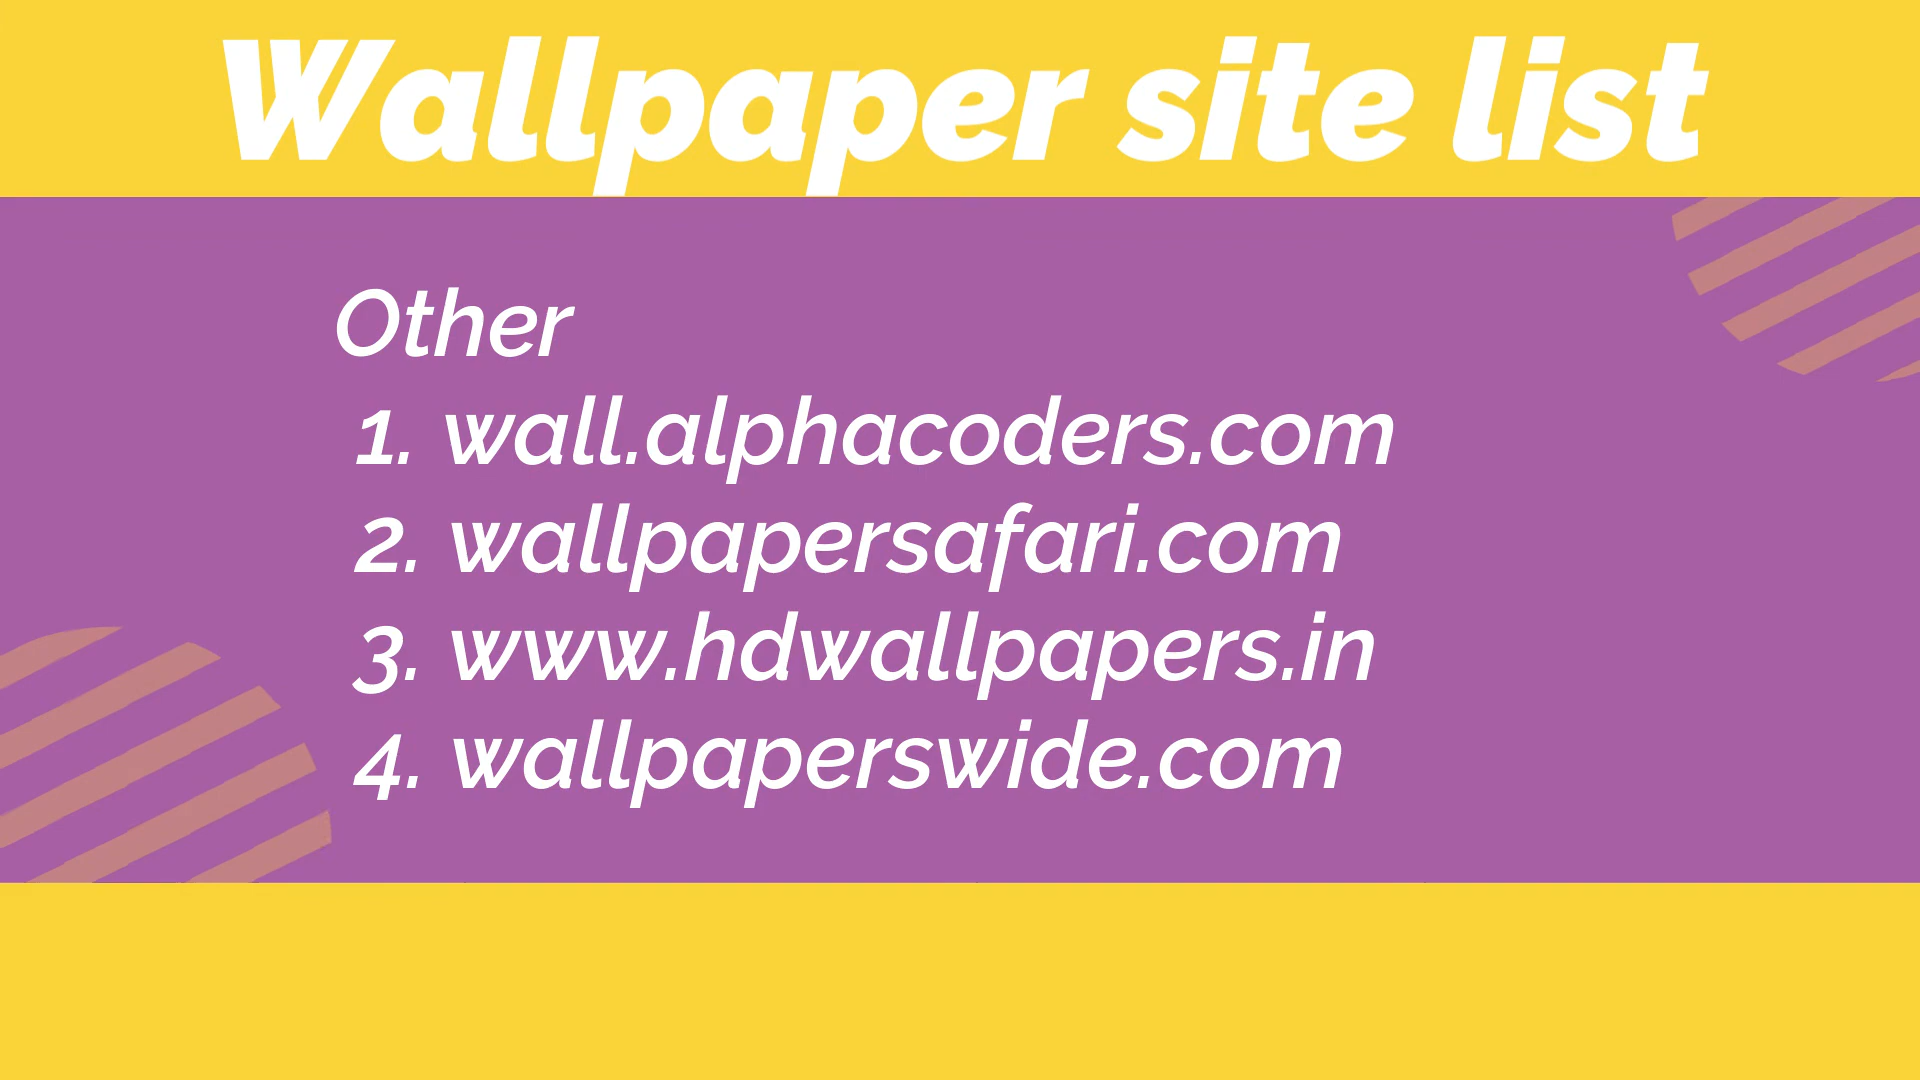 Wallpaper site list
Other
1. wall.alphacoders.com
2. wallpapersafari.com
3. www.hdwallpapers.in
4. wallpaperswide.com